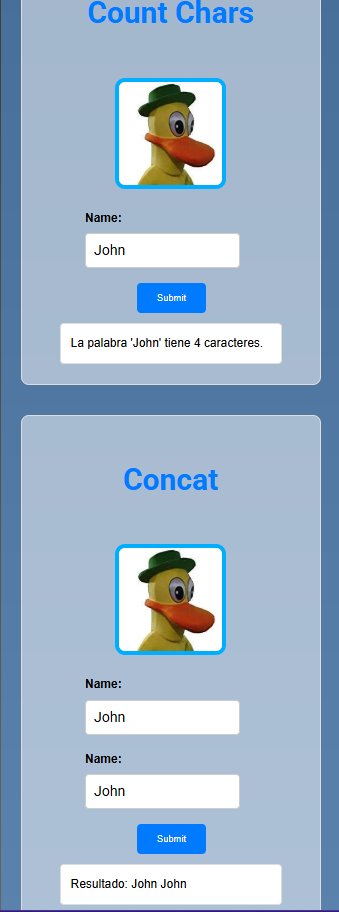 Count Chars
Name:
John
Submit
La palabra 'John' tiene 4 caracteres.
Concat
Name:
John
Name:
John
Submit
Resultado: John John